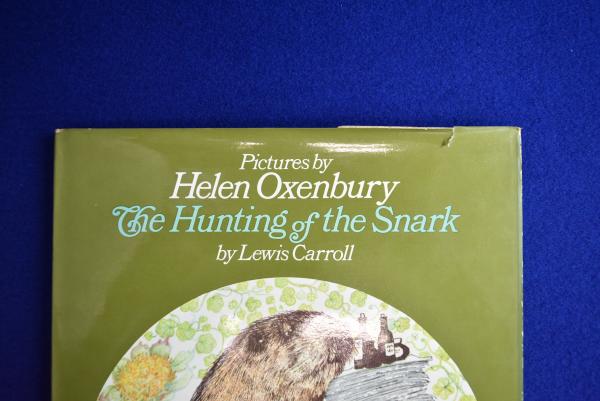 Pictures by
Helen Oxenbury
The Hunting of the Snark
by Lewis Carroll